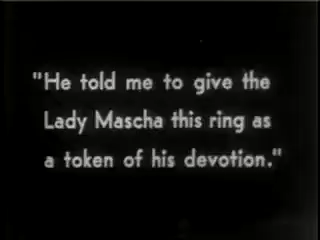 "He told me to give the
Lady Mascha this ring as
a token of his devotion."